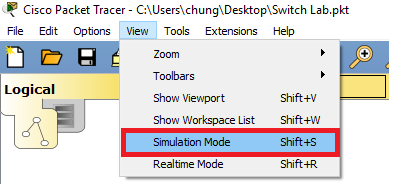 Cisco Packet Tracer - C:\Users\chung\Desktop\Switch Lab.pkt
File Edit Options View Tools Extensions Help
Logical
Zoom
Toolbars
Show Viewport Shift+V
Show Workspace List Shift+W
Simulation Mode Shift+S
Realtime Mode Shift+R